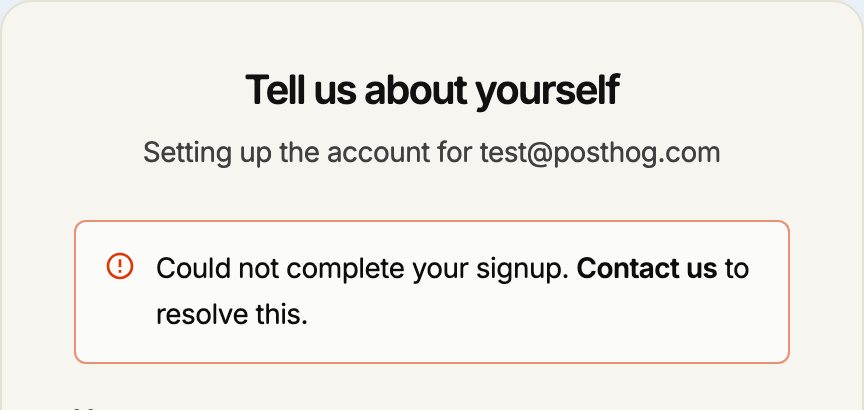 Tell us about yourself
Setting up the account for test@posthog.com
Could not complete your signup. Contact us to
resolve this.